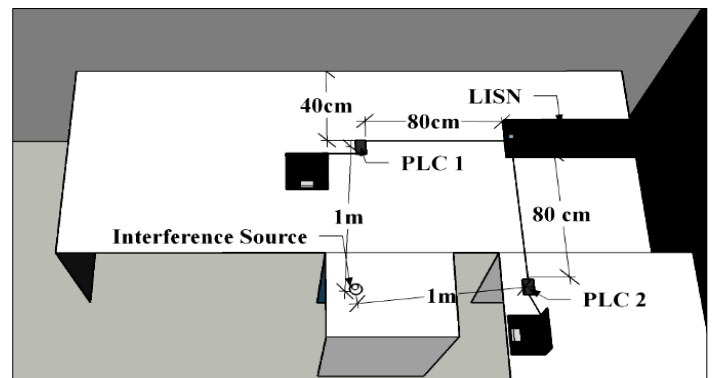 40cm
80cm
LISN
PLC 1
1m
80 cm
Interference Source
1m
PLC 2